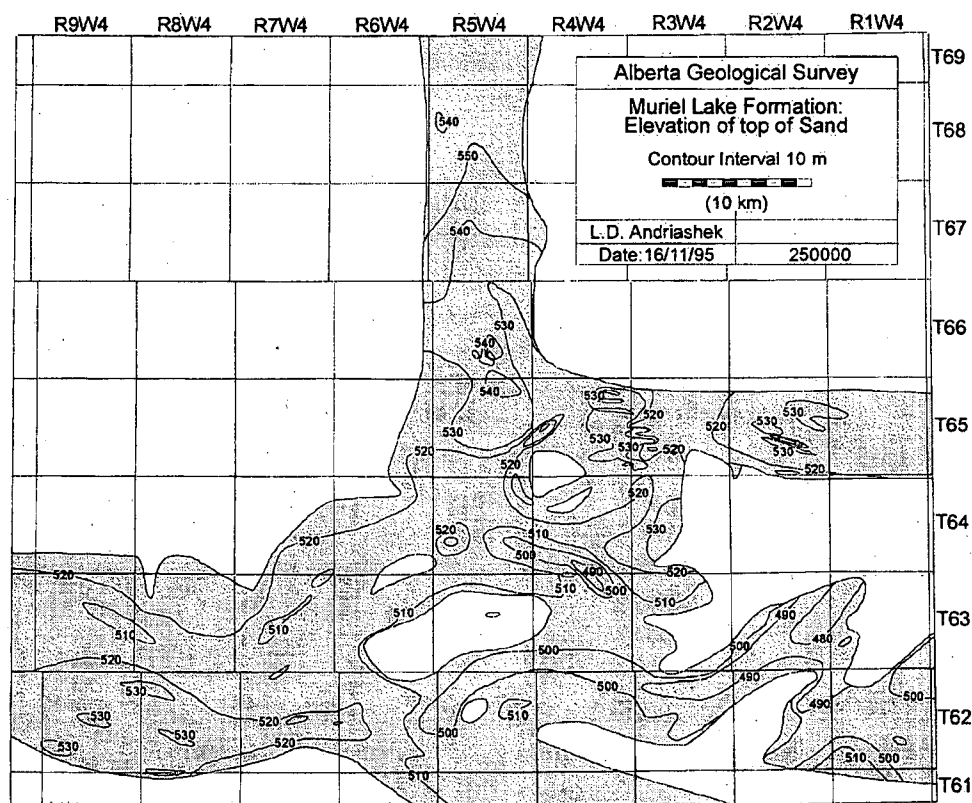 R9W4 R8W4 R7W4 R6W4 R5W4 R4W4 R3W4 R2W4 R1W4
T69
Alberta Geological Survey
Muriel Lake Formation:
Elevation of top of Sand
Contour Interval 10 m
(10 km)
L.D. Andriashek
Date:16/11/95 250000
540
T68
550
540
T67
530
T66
540
540
530 520 530
530
530 530 530
520
T65
530
520
520
520
520
520
510
530
T64
520
500
490
520
520
510 500
510
510
490
510
510
T63
500
480
520
500
490
530
500
500
490
500
530
520
510
T62
500
530
530
520
510
510 500
T61